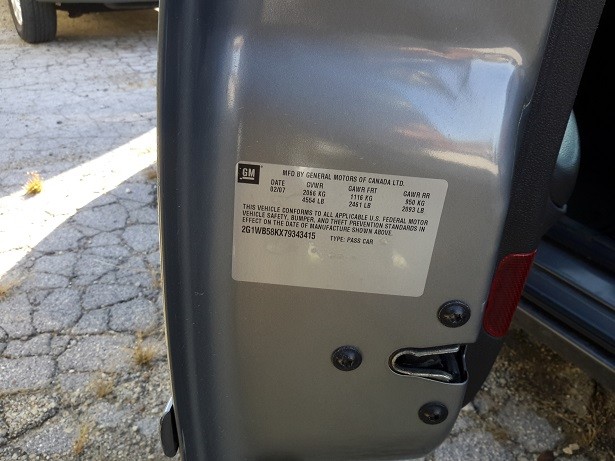 GM
MFD BY GENERAL MOTORS OF CANADA LTD.
DATE GVWR GAWR FRT GAWR RR
02/07 2066 KG 1116 KG 950 KG
4554 LB 2461 LB 2093 LB
THIS VEHICLE CONFORMS TO ALL APPLICABLE U.S. FEDERAL MOTOR
VEHICLE SAFETY, BUMPER, AND THEFT PREVENTION STANDARDS IN
EFFECT ON THE DATE OF MANUFACTURE SHOWN ABOVE.
2G1WB58KX79343415 TYPE: PASS CAR